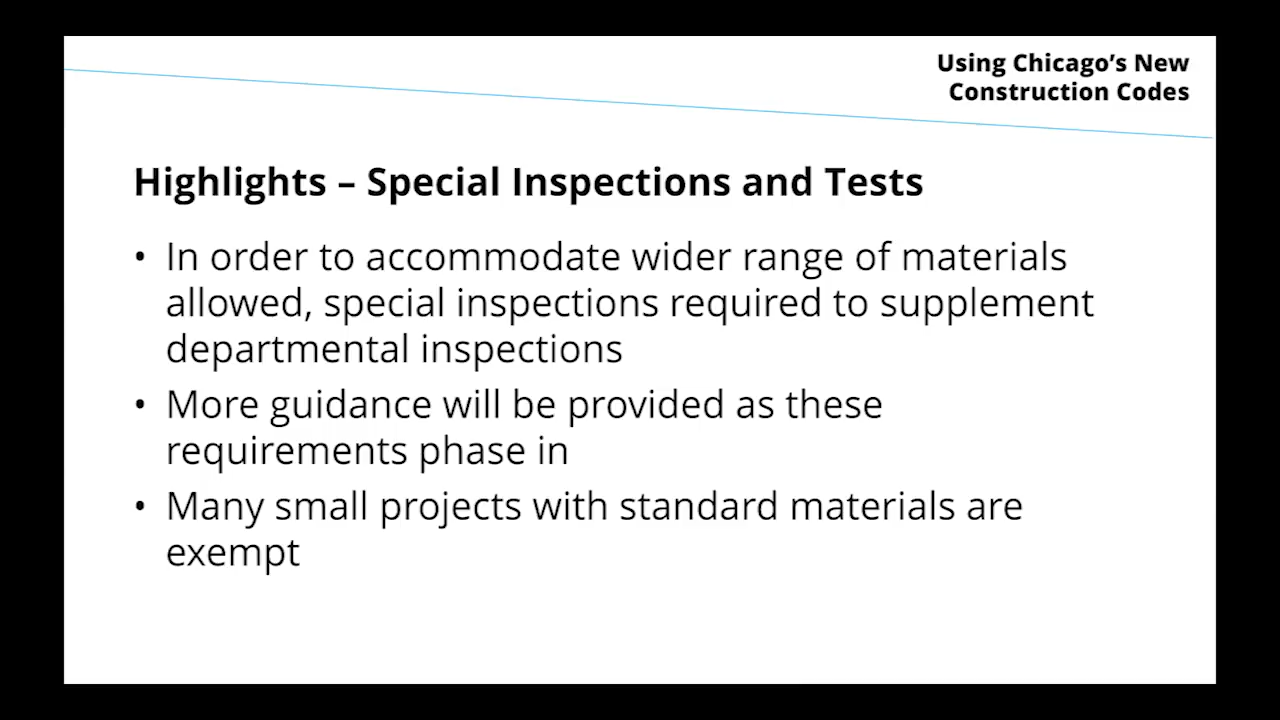 Using Chicago’s New
Construction Codes
Highlights – Special Inspections and Tests
• In order to accommodate wider range of materials
allowed, special inspections required to supplement
departmental inspections
• More guidance will be provided as these
requirements phase in
• Many small projects with standard materials are
exempt